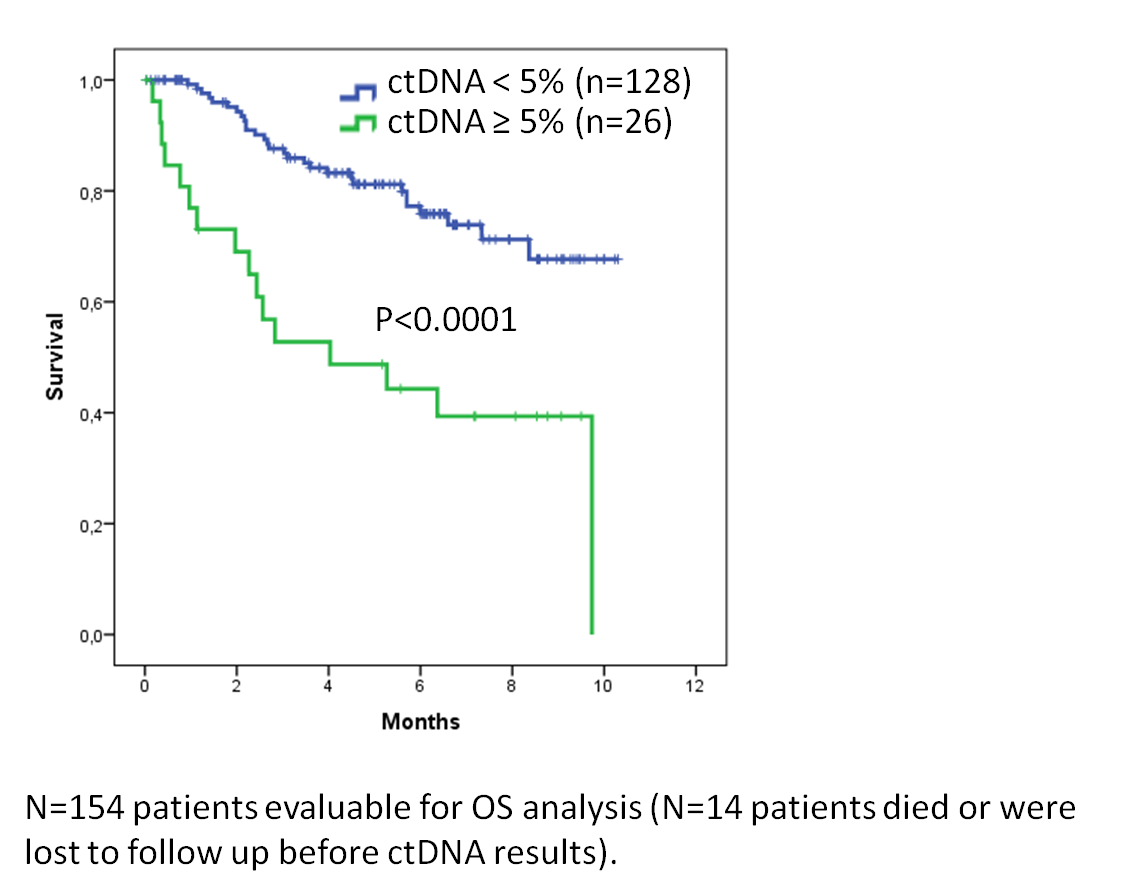 ctDNA < 5% (n=128)
ctDNA ≥ 5% (n=26)
P<0.0001
Survival
1,0
0,8
0,6
0,4
0,2
0,0
0 2 4 6 8 10 12
Months
N=154 patients evaluable for OS analysis (N=14 patients died or were
lost to follow up before ctDNA results).